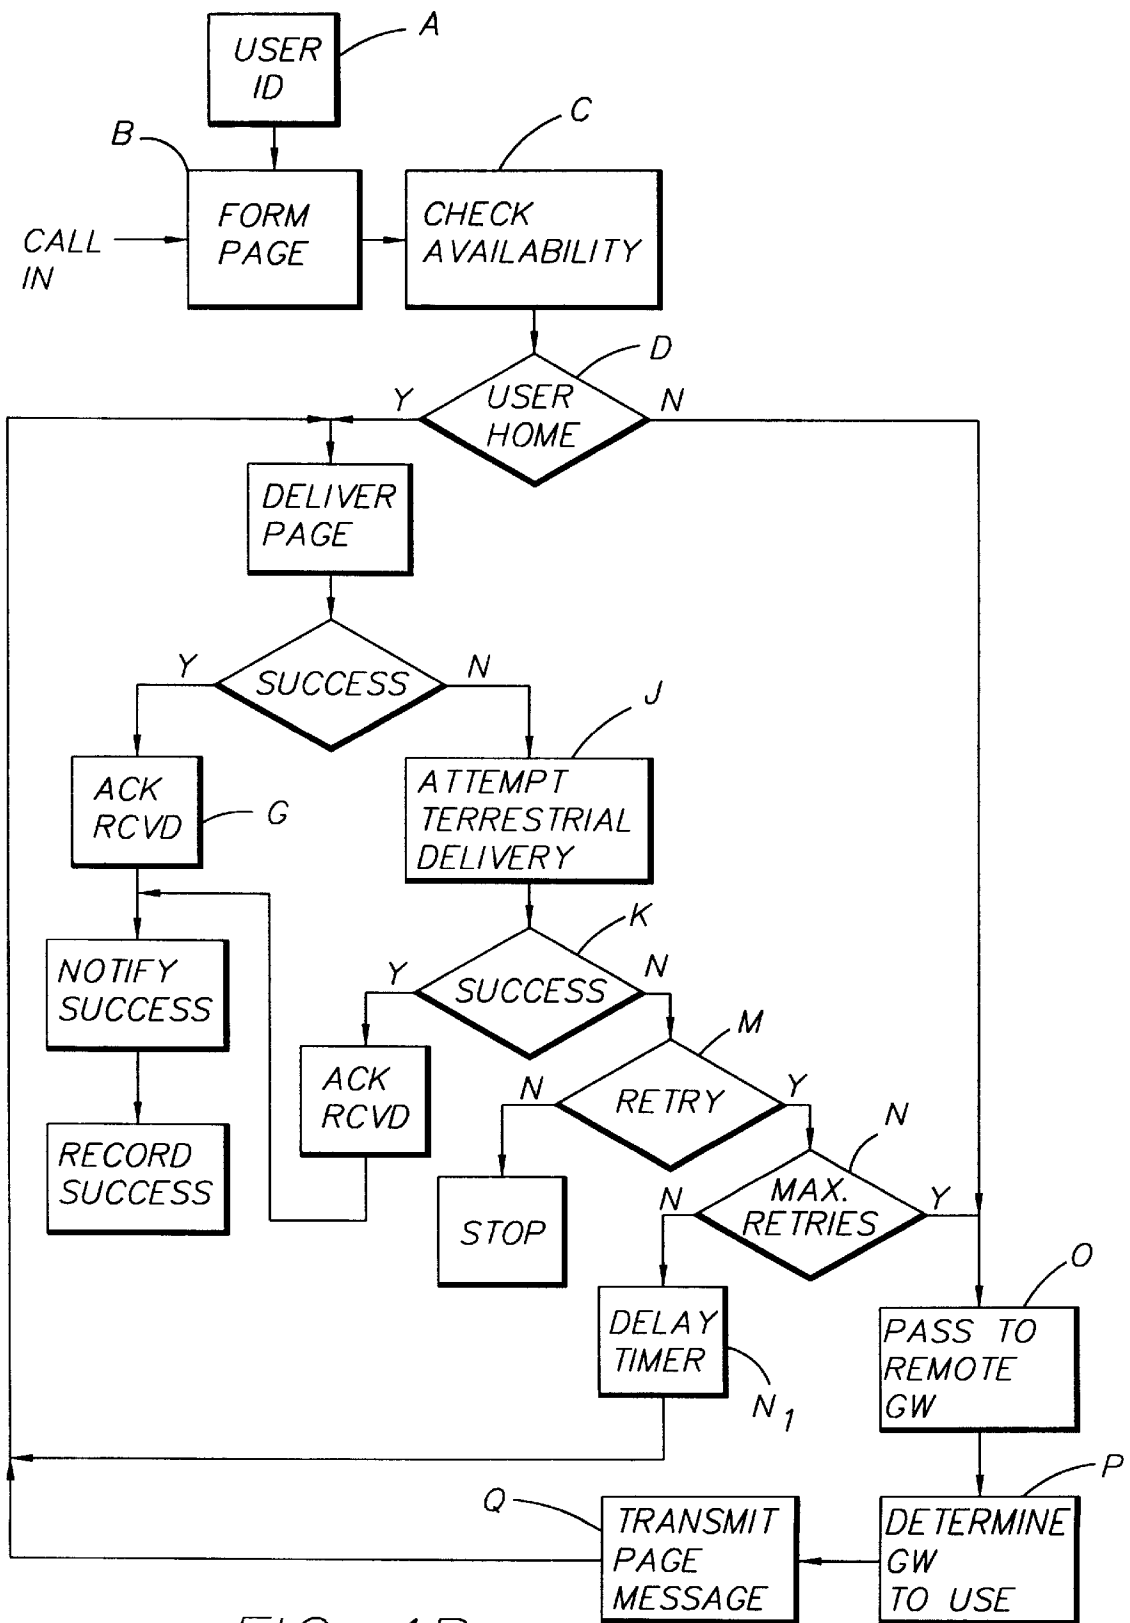 A
USER
ID
B
C
CALL
IN
FORM
PAGE
CHECK
AVAILABILITY
D
Y
USER
HOME
N
DELIVER
PAGE
Y
SUCCESS
N
J
ACK
RCVD
G
ATTEMPT
TERRESTRIAL
DELIVERY
K
NOTIFY
SUCCESS
Y
SUCCESS
N
M
ACK
RCVD
N
RETRY
Y
N
RECORD
SUCCESS
STOP
N
MAX.
RETRIES
Y
O
DELAY
TIMER
N1
PASS TO
REMOTE
GW
P
Q
TRANSMIT
PAGE
MESSAGE
DETERMINE
GW
TO USE